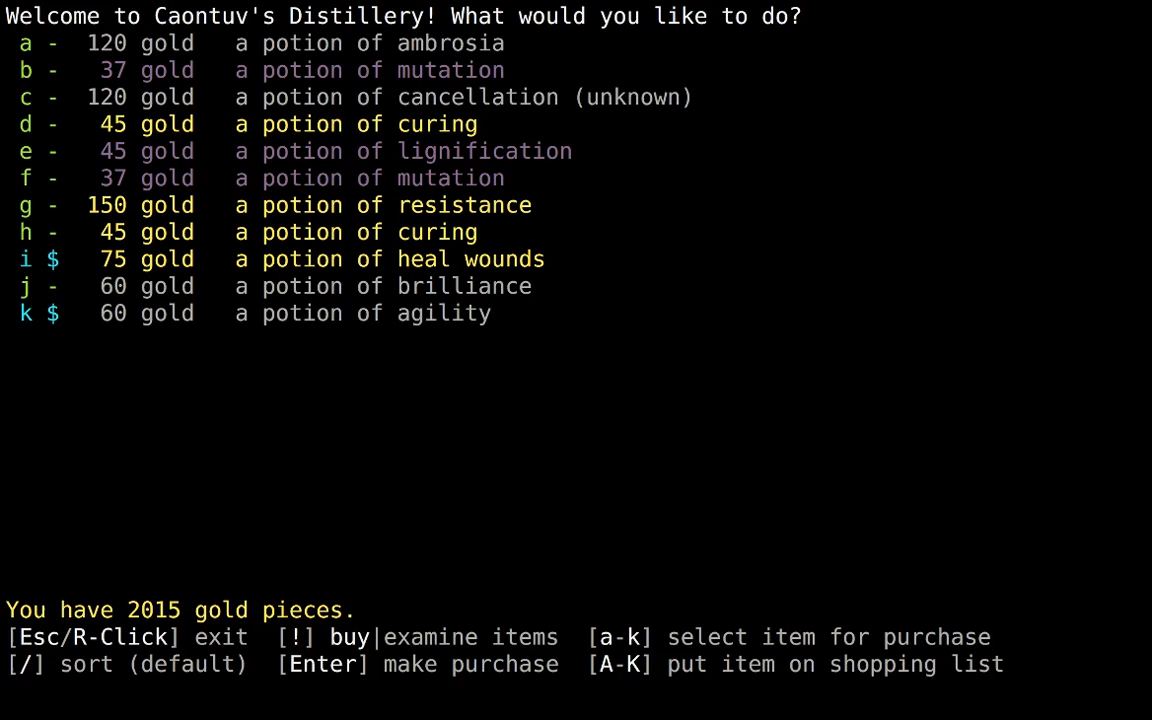 Welcome to Caontuv's Distillery! What would you like to do?
a -  120 gold   a potion of ambrosia
b -   37 gold   a potion of mutation
c -  120 gold   a potion of cancellation (unknown)
d -   45 gold   a potion of curing
e -   45 gold   a potion of lignification
f -   37 gold   a potion of mutation
g -  150 gold   a potion of resistance
h -   45 gold   a potion of curing
i $   75 gold   a potion of heal wounds
j -   60 gold   a potion of brilliance
k $   60 gold   a potion of agility
You have 2015 gold pieces.
[Esc/R-Click] exit  [!] buy|examine items  [a-k] select item for purchase
[/] sort (default)  [Enter] make purchase  [A-K] put item on shopping list